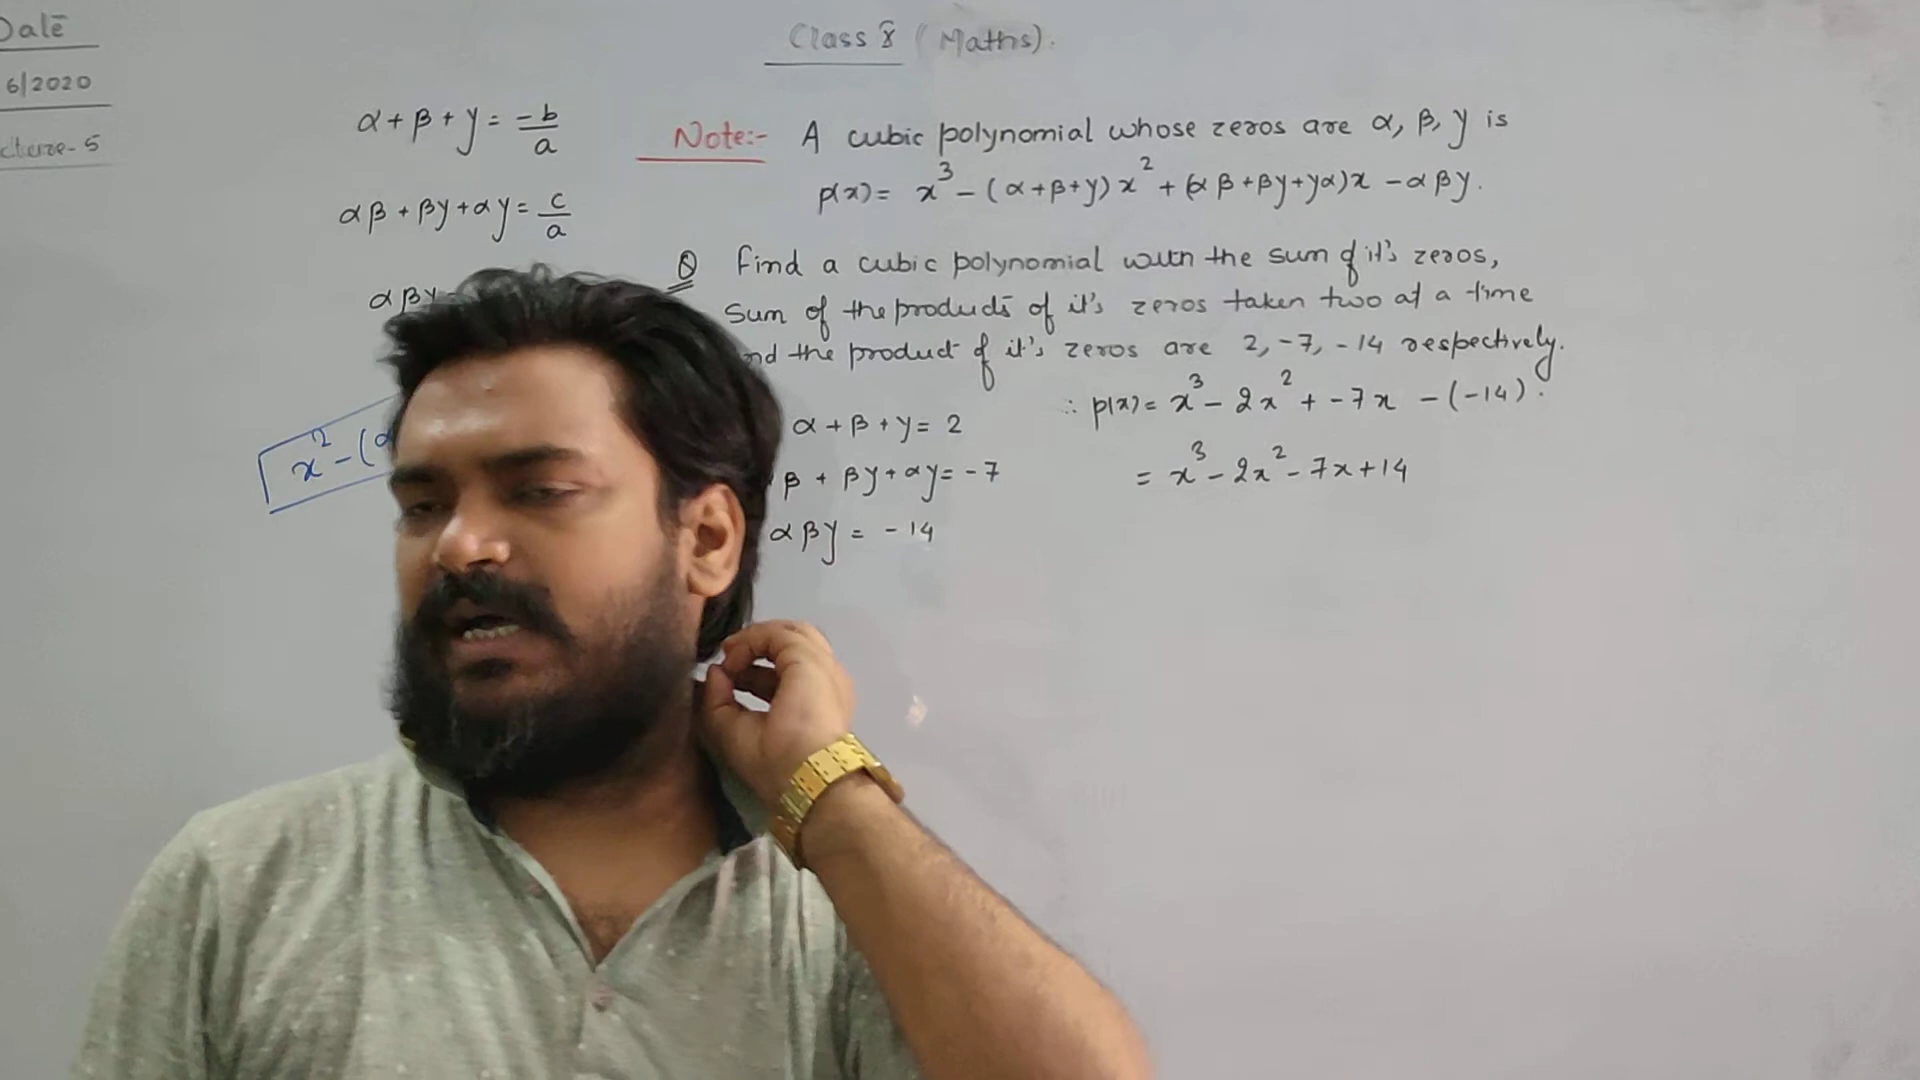 Date
6/2020
cture-5
Class X (Maths).
α+β+γ = -b/a
αβ+βγ+αγ = c/a
αβγ
x²-(α
Note:- A cubic polynomial whose zeros are α, β, γ is
p(x)= x³-(α+β+γ)x²+(αβ+βγ+γα)x -αβγ.
Q Find a cubic polynomial with the sum of it's zeros,
Sum of the products of it's zeros taken two at a time
nd the product of it's zeros are 2, -7, -14 respectively.
α+β+γ= 2
β + βγ+αγ= -7
αβγ = -14
∴ p(x)= x³- 2x² + -7x -(-14).
= x³-2x²-7x+14